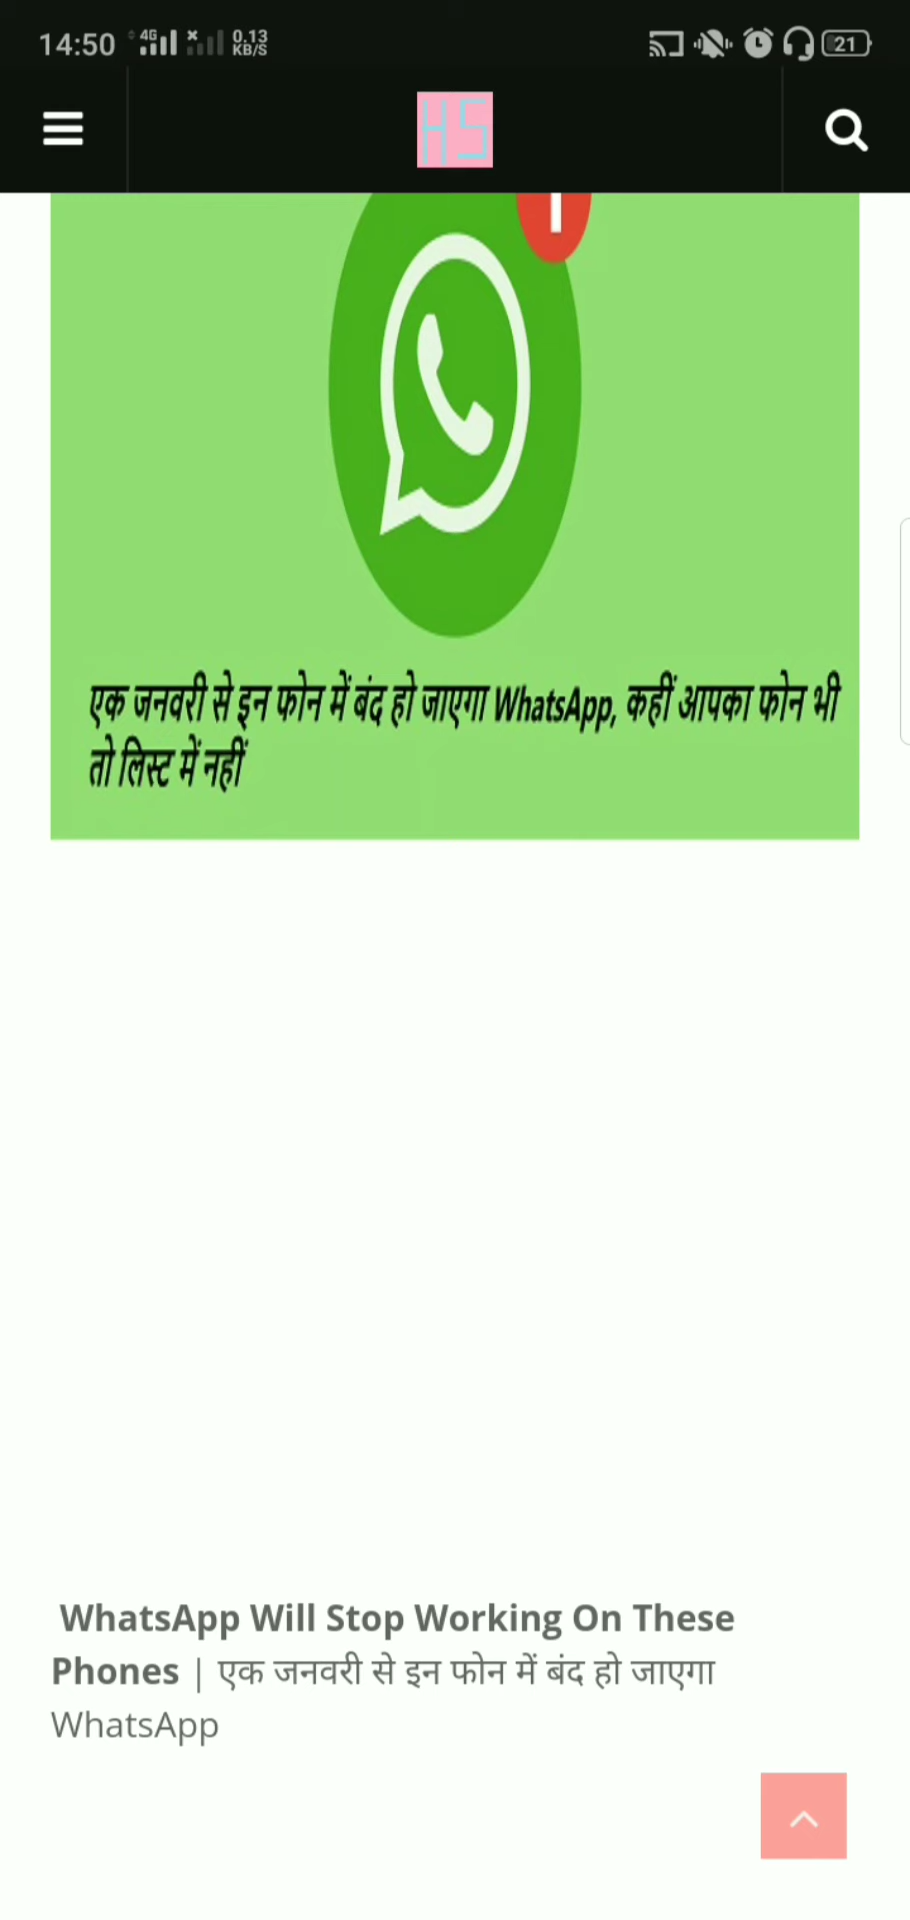 14:50 4G 0.13 KB/S 21
HS
1
एक जनवरी से इन फोन में बंद हो जाएगा WhatsApp, कहीं आपका फोन भी
तो लिस्ट में नहीं
WhatsApp Will Stop Working On These
Phones | एक जनवरी से इन फोन में बंद हो जाएगा
WhatsApp